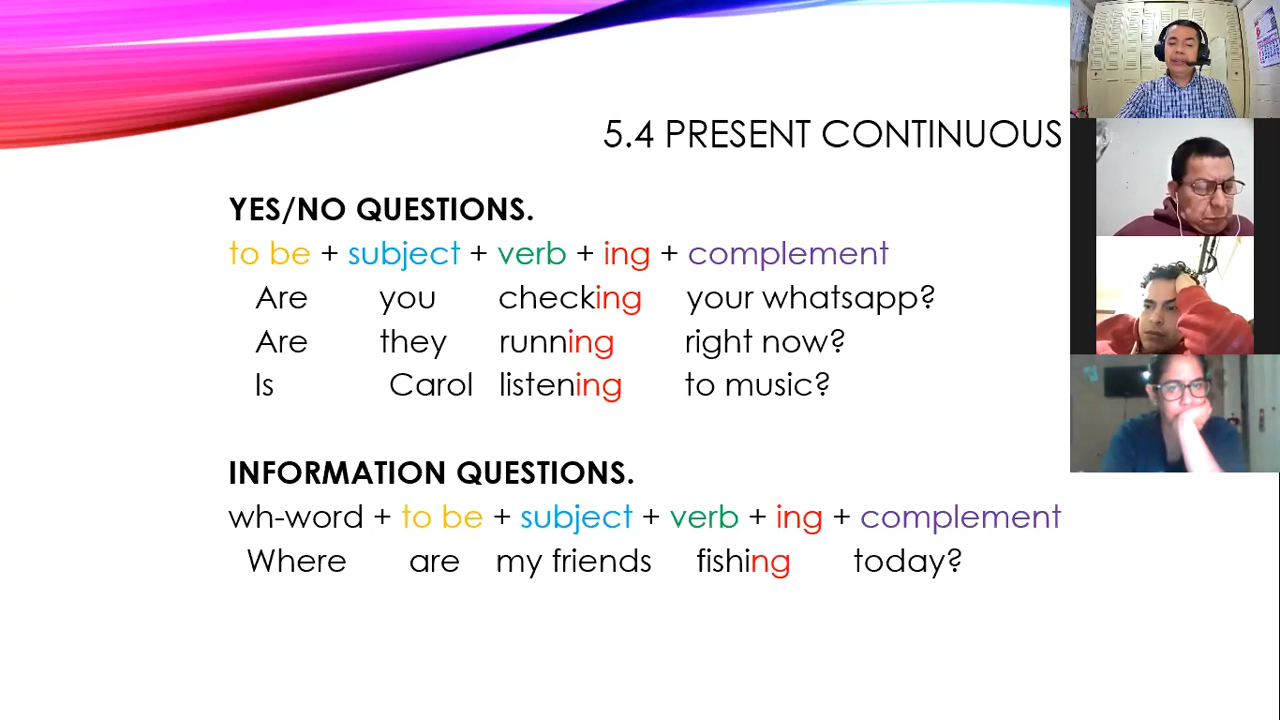 5.4 PRESENT CONTINUOUS
YES/NO QUESTIONS.
to be + subject + verb + ing + complement
Are you checking your whatsapp?
Are they running right now?
Is Carol listening to music?
INFORMATION QUESTIONS.
wh-word + to be + subject + verb + ing + complement
Where are my friends fishing today?